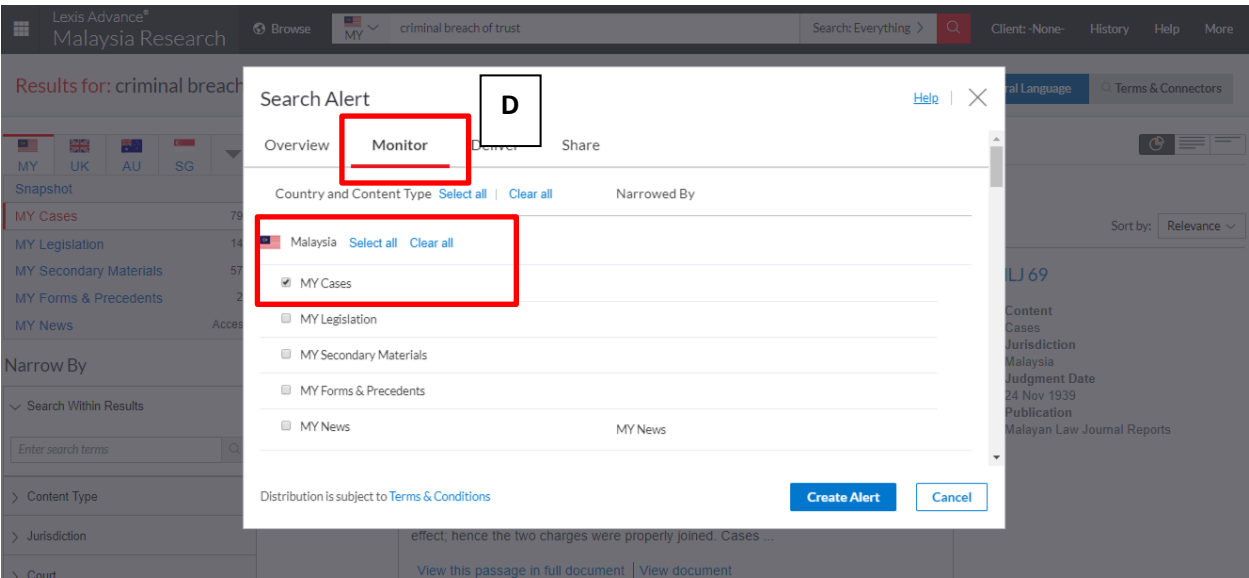 Lexis Advance®
Malaysia Research
Browse
MY
criminal breach of trust
Search: Everything >
Client: -None-
History
Help
More
Results for: criminal breach
ral Language
Terms & Connectors
MY UK AU SG
Snapshot
MY Cases 79
MY Legislation 14
MY Secondary Materials 57
MY Forms & Precedents 2
MY News Acces
Narrow By
Search Within Results
Enter search terms
Content Type
Jurisdiction
Court
Search Alert
D
Help
Overview Monitor Deliver Share
Country and Content Type Select all | Clear all Narrowed By
Malaysia Select all Clear all
MY Cases
MY Legislation
MY Secondary Materials
MY Forms & Precedents
MY News MY News
Distribution is subject to Terms & Conditions
Create Alert Cancel
Sort by: Relevance
LJ 69
Content
Cases
Jurisdiction
Malaysia
Judgment Date
24 Nov 1939
Publication
Malayan Law Journal Reports
effect; hence the two charges were properly joined. Cases ...
View this passage in full document | View document